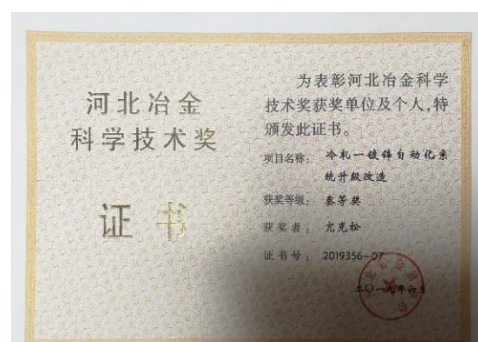 河北冶金
科学技术奖
证书
为表彰河北冶金科学
技术奖获奖单位及个人,特
颁发此证书。
项目名称: 冷轧一镀锌自动化系
统升级改造
获奖等级: 叁等奖
获奖者: 亢克松
证书号: 2019356-07